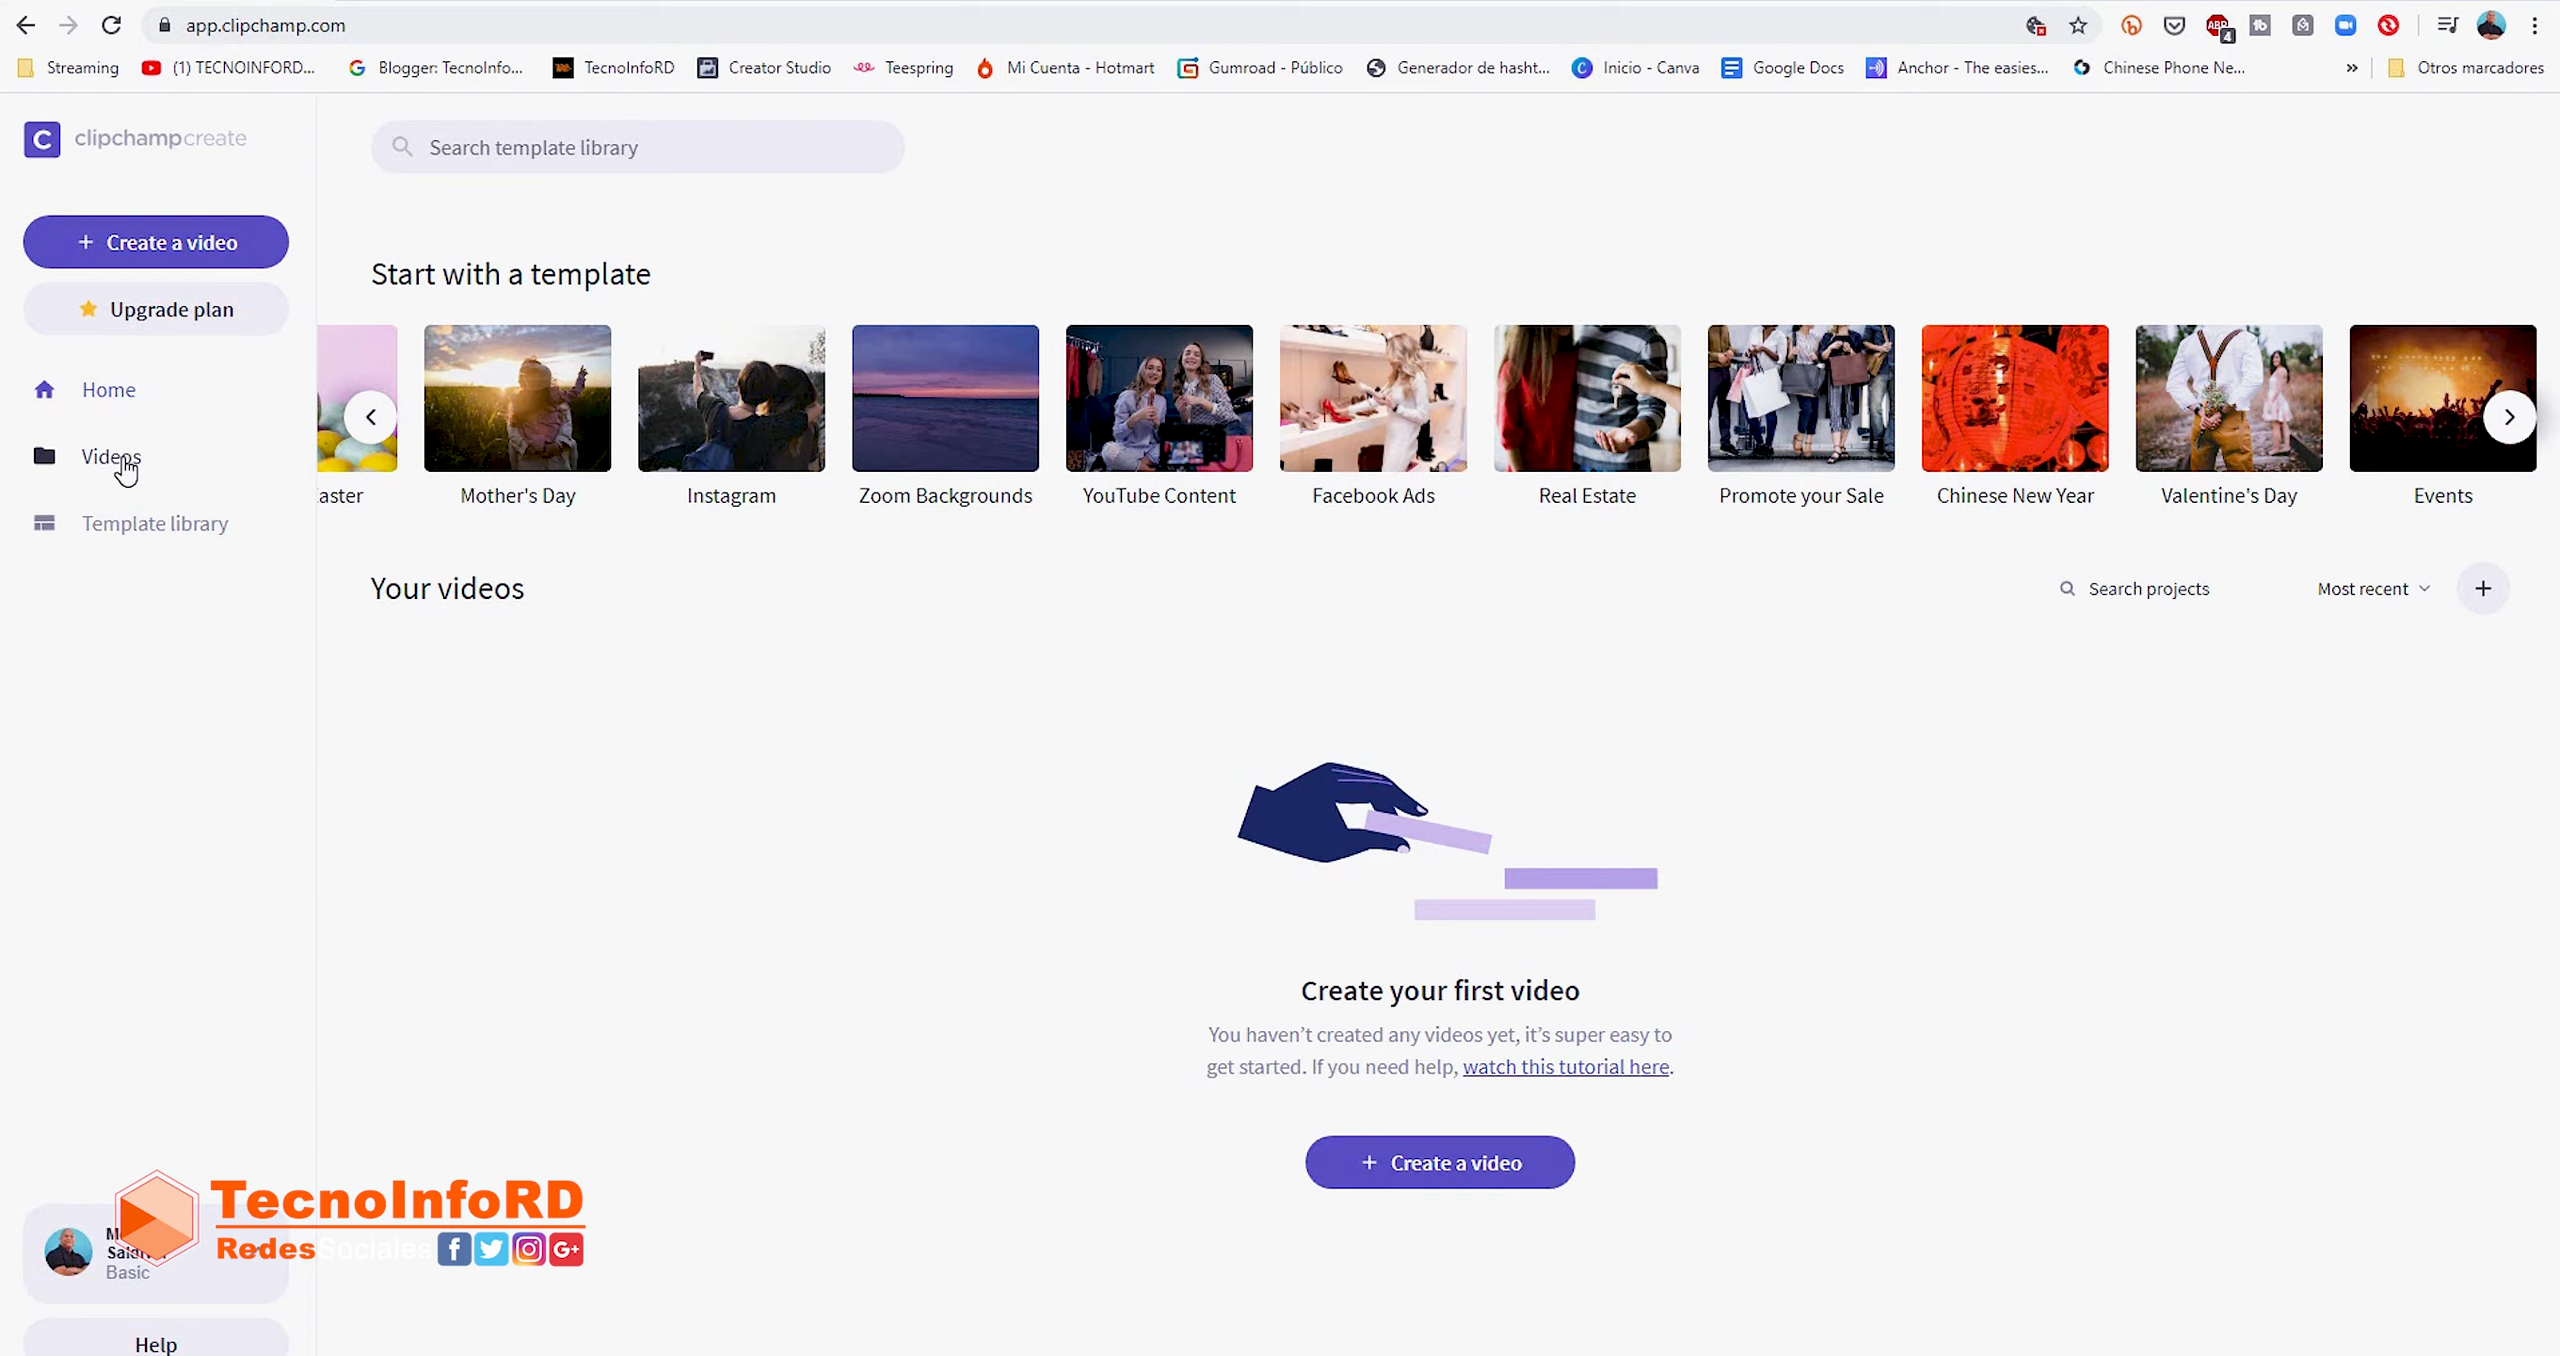 app.clipchamp.com
4
Streaming
(1) TECNOINFORD...
Blogger: TecnoInfo...
TecnoInfoRD
Creator Studio
Teespring
Mi Cuenta - Hotmart
Gumroad - Público
Generador de hasht...
Inicio - Canva
Google Docs
Anchor - The easies...
Chinese Phone Ne...
»
Otros marcadores
C clipchampcreate
Search template library
+ Create a video
Upgrade plan
Home
Videos
Template library
Start with a template
Mother's Day
Instagram
Zoom Backgrounds
YouTube Content
Facebook Ads
Real Estate
Promote your Sale
Chinese New Year
Valentine's Day
Events
Your videos
Search projects
Most recent
+
Create your first video
You haven't created any videos yet, it's super easy to
get started. If you need help, watch this tutorial here.
+ Create a video
TecnoInfoRD
RedesSociales
Basic
Help